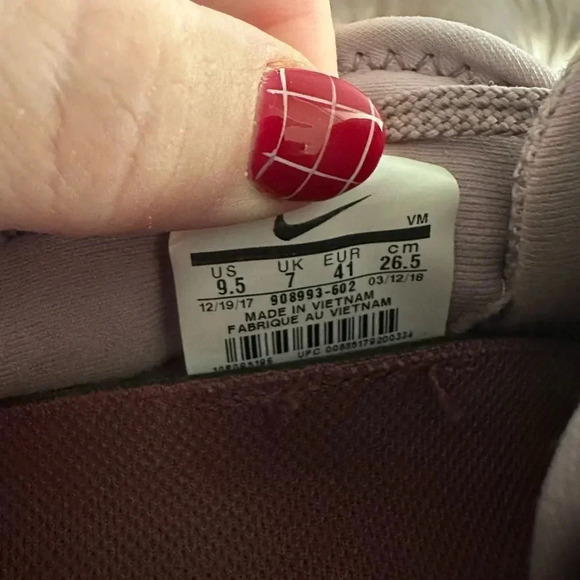 VM
US UK EUR cm
9.5 7 41 26.5
12/19/17 908993-602 03/12/18
MADE IN VIETNAM
FABRIQUE AU VIETNAM
UPC